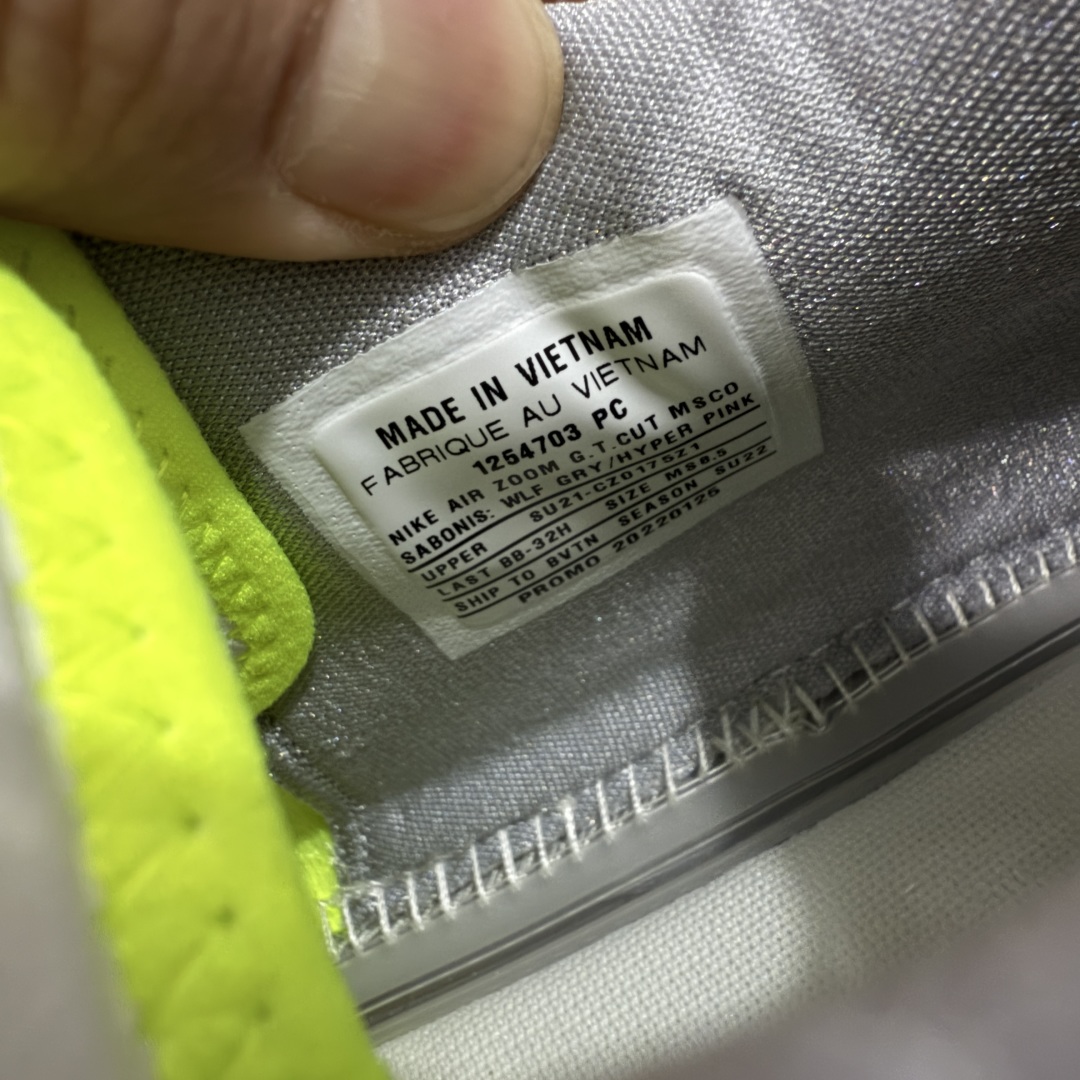 MADE IN VIETNAM
FABRIQUE AU VIETNAM
1254703 PC
NIKE AIR ZOOM G.T.CUT MSCO
SABONIS: WLF GRY/HYPER PINK
UPPER SU21-CZ0175Z1
LAST BB-32H SIZE MS8.5
SHIP TO BVTN SEASON SU22
PROMO 20220126